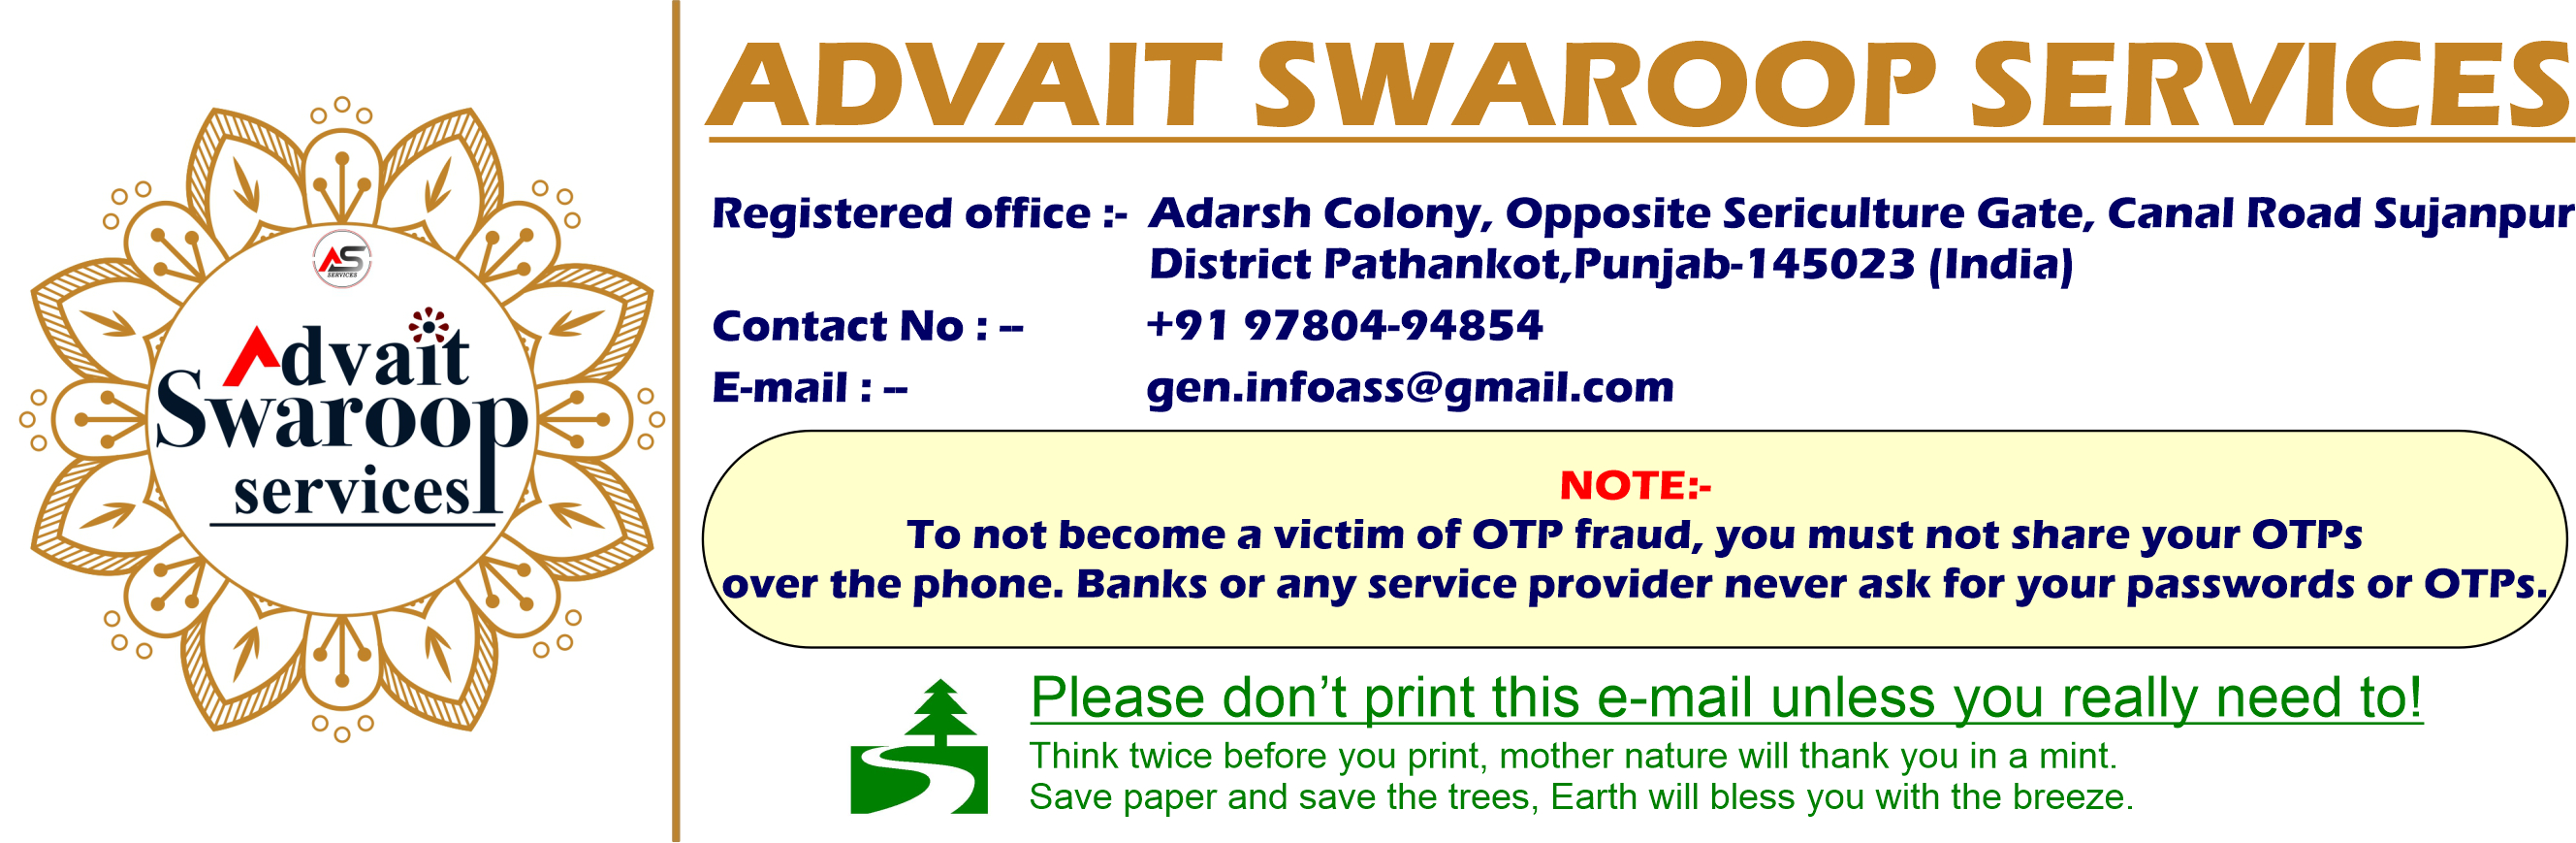 AS
SERVICES
Advait
Swaroop
services
ADVAIT SWAROOP SERVICES
Registered office :- Adarsh Colony, Opposite Sericulture Gate, Canal Road Sujanpur
District Pathankot,Punjab-145023 (India)
Contact No : -- +91 97804-94854
E-mail : -- gen.infoass@gmail.com
NOTE:-
To not become a victim of OTP fraud, you must not share your OTPs
over the phone. Banks or any service provider never ask for your passwords or OTPs.
Please don’t print this e-mail unless you really need to!
Think twice before you print, mother nature will thank you in a mint.
Save paper and save the trees, Earth will bless you with the breeze.